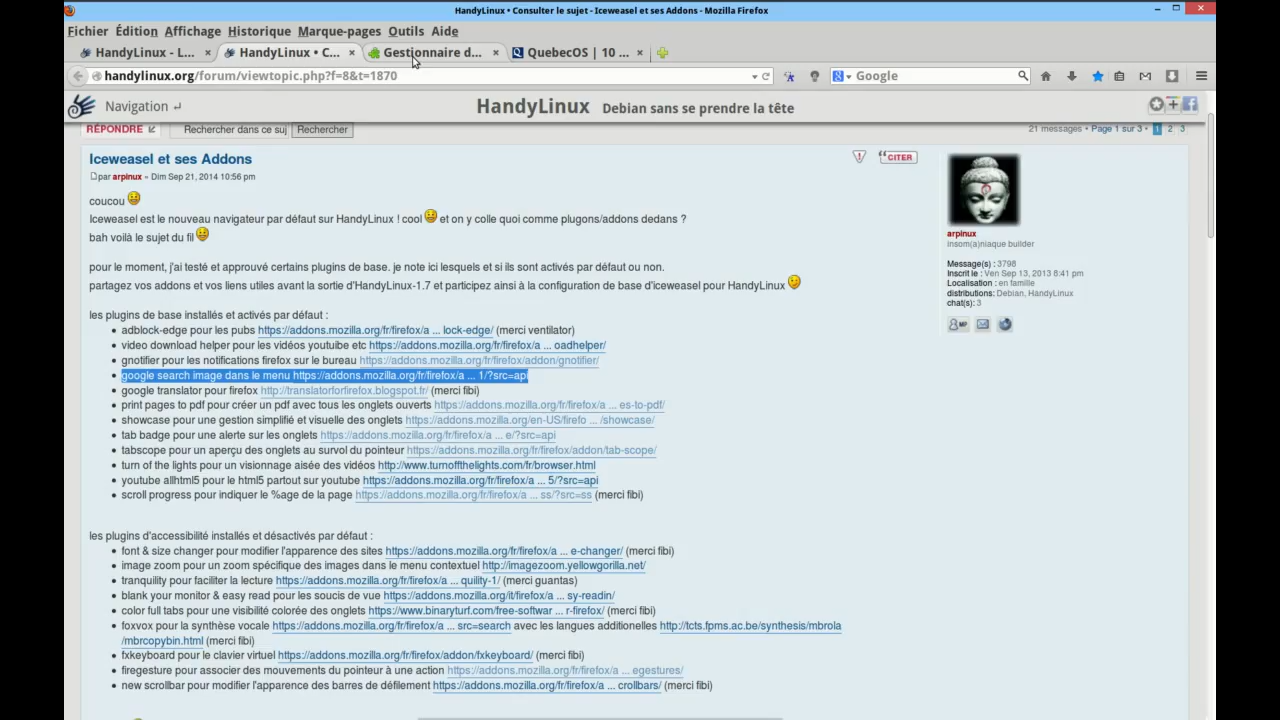 HandyLinux • Consulter le sujet - Iceweasel et ses Addons - Mozilla Firefox
Fichier Édition Affichage Historique Marque-pages Outils Aide
HandyLinux - L... × HandyLinux • C... × Gestionnaire d... × QuebecOS | 10 ... ×
handylinux.org/forum/viewtopic.php?f=8&t=1870 Google
Navigation ↵ HandyLinux Debian sans se prendre la tête
RÉPONDRE Rechercher dans ce suj Rechercher 21 messages • Page 1 sur 3 • 1 2 3
Iceweasel et ses Addons CITER
par arpinux » Dim Sep 21, 2014 10:56 pm
coucou
Iceweasel est le nouveau navigateur par défaut sur HandyLinux ! cool et on y colle quoi comme plugons/addons dedans ?
bah voilà le sujet du fil
arpinux
insom(a)niaque builder
Message(s) : 3798
Inscrit le : Ven Sep 13, 2013 6:41 pm
Localisation : en famille
distributions: Debian, HandyLinux
chat(s): 3
MP
pour le moment, j'ai testé et approuvé certains plugins de base. je note ici lesquels et si ils sont activés par défaut ou non.
partagez vos addons et vos liens utiles avant la sortie d'HandyLinux-1.7 et participez ainsi à la configuration de base d'iceweasel pour HandyLinux
les plugins de base installés et activés par défaut :
• adblock-edge pour les pubs https://addons.mozilla.org/fr/firefox/a ... lock-edge/ (merci ventilator)
• video download helper pour les vidéos youtuibe etc https://addons.mozilla.org/fr/firefox/a ... oadhelper/
• gnotifier pour les notifications firefox sur le bureau https://addons.mozilla.org/fr/firefox/addon/gnotifier/
• google search image dans le menu https://addons.mozilla.org/fr/firefox/a ... 1/?src=api
• google translator pour firefox http://translatorforfirefox.blogspot.fr/ (merci fibi)
• print pages to pdf pour créer un pdf avec tous les onglets ouverts https://addons.mozilla.org/fr/firefox/a ... es-to-pdf/
• showcase pour une gestion simplifié et visuelle des onglets https://addons.mozilla.org/en-US/firefo ... /showcase/
• tab badge pour une alerte sur les onglets https://addons.mozilla.org/fr/firefox/a ... e/?src=api
• tabscope pour un aperçu des onglets au survol du pointeur https://addons.mozilla.org/fr/firefox/addon/tab-scope/
• turn of the lights pour un visionnage aisée des vidéos http://www.turnoffthelights.com/fr/browser.html
• youtube allhtml5 pour le html5 partout sur youtube https://addons.mozilla.org/fr/firefox/a ... 5/?src=api
• scroll progress pour indiquer le %age de la page https://addons.mozilla.org/fr/firefox/a ... ss/?src=ss (merci fibi)
les plugins d'accessibilité installés et désactivés par défaut :
• font & size changer pour modifier l'apparence des sites https://addons.mozilla.org/fr/firefox/a ... e-changer/ (merci fibi)
• image zoom pour un zoom spécifique des images dans le menu contextuel http://imagezoom.yellowgorilla.net/
• tranquility pour faciliter la lecture https://addons.mozilla.org/fr/firefox/a ... quility-1/ (merci guantas)
• blank your monitor & easy read pour les soucis de vue https://addons.mozilla.org/it/firefox/a ... sy-readin/
• color full tabs pour une visibilité colorée des onglets https://www.binaryturf.com/free-softwar ... r-firefox/ (merci fibi)
• foxvox pour la synthèse vocale https://addons.mozilla.org/fr/firefox/a ... src=search avec les langues additionelles http://tcts.fpms.ac.be/synthesis/mbrola
/mbrcopybin.html (merci fibi)
• fxkeyboard pour le clavier virtuel https://addons.mozilla.org/fr/firefox/addon/fxkeyboard/ (merci fibi)
• firegesture pour associer des mouvements du pointeur à une action https://addons.mozilla.org/fr/firefox/a ... egestures/
• new scrollbar pour modifier l'apparence des barres de défilement https://addons.mozilla.org/fr/firefox/a ... crollbars/ (merci fibi)